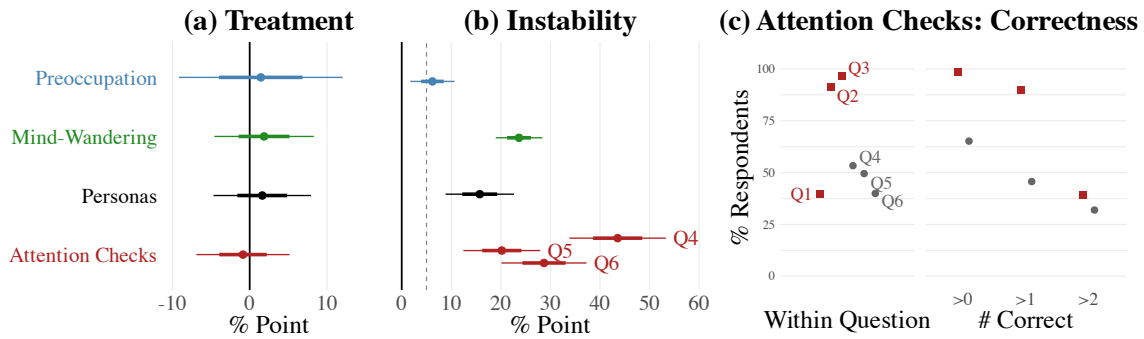 (a) Treatment
Preoccupation
Mind-Wandering
Personas
Attention Checks
-10 0 10
% Point
(b) Instability
Q4
Q5
Q6
0 10 20 30 40 50 60
% Point
(c) Attention Checks: Correctness
% Respondents
100
75
50
25
0
Q3
Q2
Q4
Q5
Q1
Q6
>0 >1 >2
Within Question
# Correct